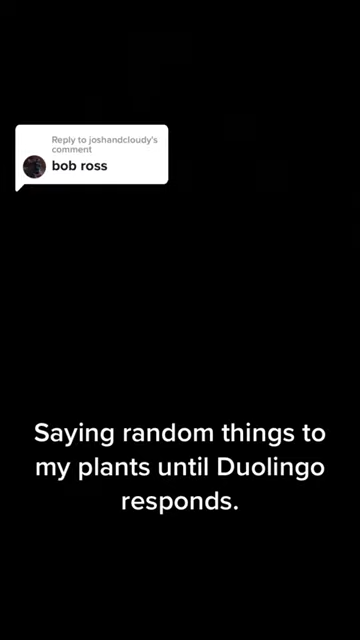 Reply to joshandcloudy's
comment
bob ross
Saying random things to
my plants until Duolingo
responds.